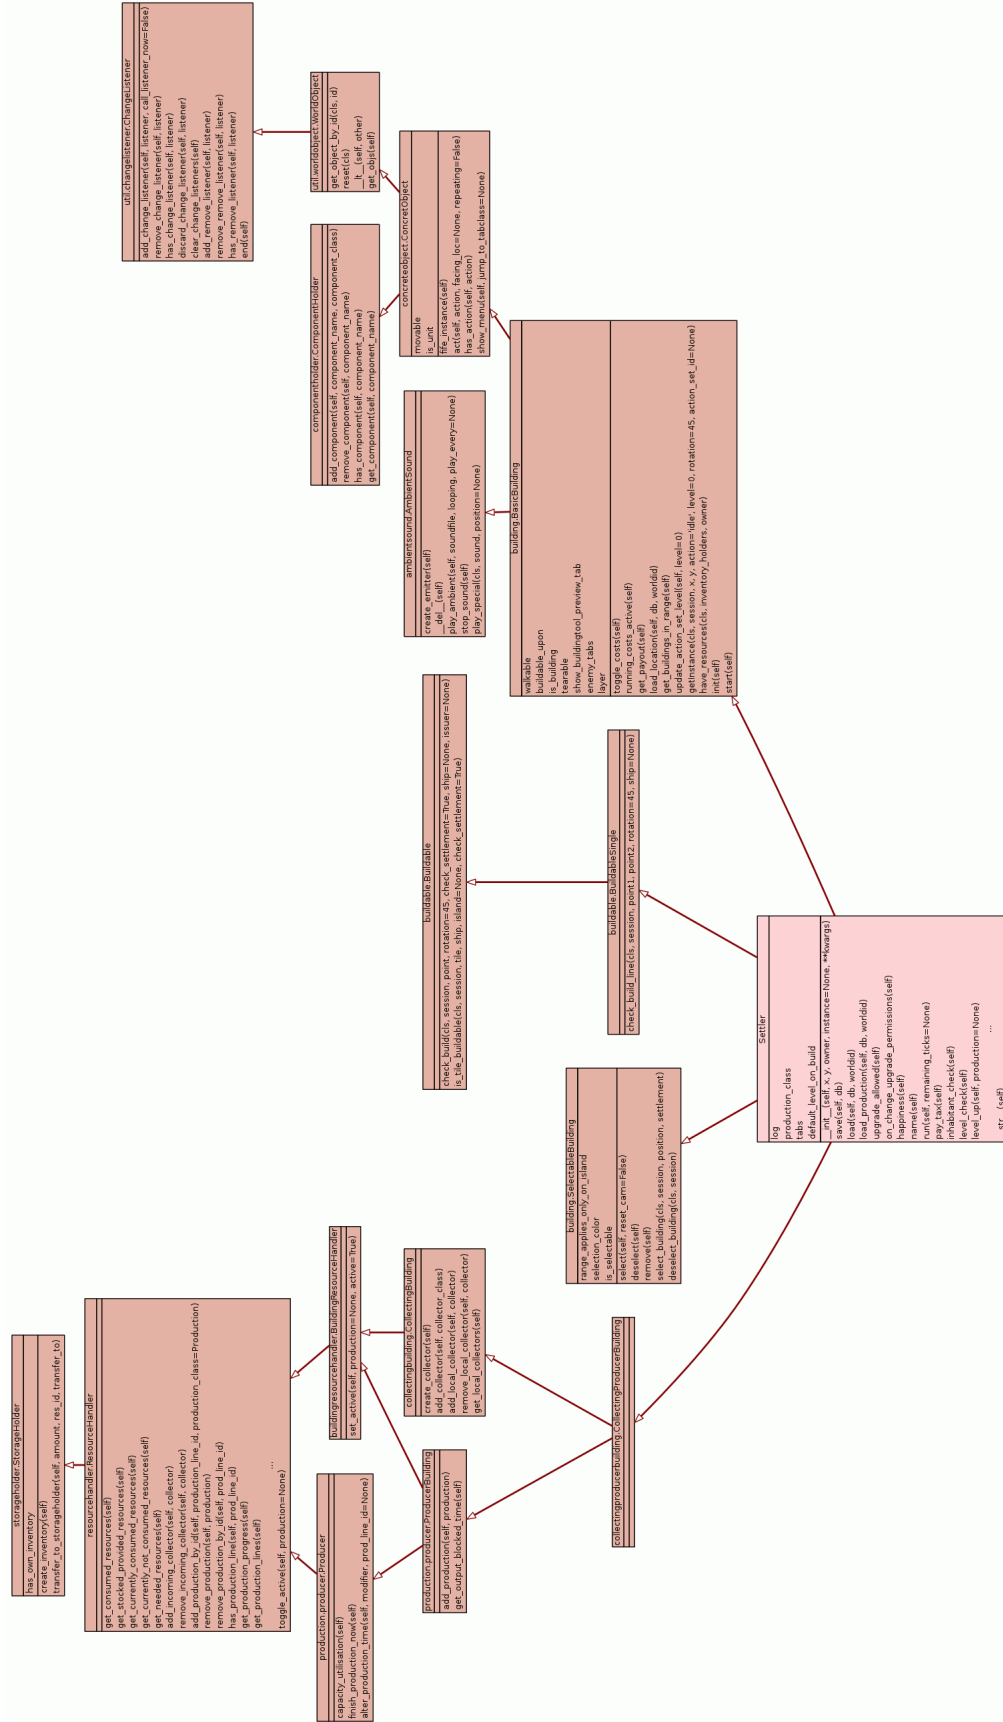 storageholder.StorageHolder
has_own_inventory
create_inventory(self)
transfer_to_storageholder(self, amount, res_id, transfer_to)
resourcehandler.ResourceHandler
get_consumed_resources(self)
get_stocked_provided_resources(self)
get_currently_consumed_resources(self)
get_currently_not_consumed_resources(self)
get_needed_resources(self)
add_incoming_collector(self, collector)
remove_incoming_collector(self, collector)
add_production_by_id(self, production_line_id, production_class=Production)
remove_production(self, production)
remove_production_by_id(self, prod_line_id)
has_production_line(self, prod_line_id)
get_production_progress(self)
get_production_lines(self)
...
toggle_active(self, production=None)
util.changelistener.ChangeListener
add_change_listener(self, listener, call_listener_now=False)
remove_change_listener(self, listener)
has_change_listener(self, listener)
discard_change_listener(self, listener)
clear_change_listeners(self)
add_remove_listener(self, listener)
remove_remove_listener(self, listener)
has_remove_listener(self, listener)
end(self)
production.producer.Producer
capacity_utilisation(self)
finish_production_now(self)
alter_production_time(self, modifier, prod_line_id=None)
buildingresourcehandler.BuildingResourceHandler
set_active(self, production=None, active=True)
componentholder.ComponentHolder
add_component(self, component_name, component_class)
remove_component(self, component_name)
has_component(self, component_name)
get_component(self, component_name)
util.worldobject.WorldObject
get_object_by_id(cls, id)
reset(cls)
__lt__(self, other)
get_objs(self)
production.producer.ProducerBuilding
add_production(self, production)
get_output_blocked_time(self)
collectingbuilding.CollectingBuilding
create_collector(self)
add_collector(self, collector_class)
add_local_collector(self, collector)
remove_local_collector(self, collector)
get_local_collectors(self)
buildable.Buildable
check_build(cls, session, point, rotation=45, check_settlement=True, ship=None, issuer=None)
is_tile_buildable(cls, session, tile, ship, island=None, check_settlement=True)
ambientsound.AmbientSound
create_emitter(self)
__del__(self)
play_ambient(self, soundfile, looping, play_every=None)
stop_sound(self)
play_special(cls, sound, position=None)
concreteobject.ConcretObject
movable
is_unit
fife_instance(self)
act(self, action, facing_loc=None, repeating=False)
has_action(self, action)
show_menu(self, jump_to_tabclass=None)
collectingproducerbuilding.CollectingProducerBuilding
building.SelectableBuilding
range_applies_only_on_island
selection_color
is_selectable
select(self, reset_cam=False)
deselect(self)
remove(self)
select_building(cls, session, position, settlement)
deselect_building(cls, session)
buildable.BuildableSingle
check_build_line(cls, session, point1, point2, rotation=45, ship=None)
building.BasicBuilding
walkable
buildable_upon
is_building
tearable
show_buildingtool_preview_tab
enemy_tabs
layer
toggle_costs(self)
running_costs_active(self)
get_payout(self)
load_location(self, db, worldid)
get_buildings_in_range(self)
update_action_set_level(self, level=0)
getInstance(cls, session, x, y, action='idle', level=0, rotation=45, action_set_id=None)
have_resources(cls, inventory_holders, owner)
init(self)
start(self)
Settler
log
production_class
tabs
default_level_on_build
__init__(self, x, y, owner, instance=None, **kwargs)
save(self, db)
load(self, db, worldid)
load_production(self, db, worldid)
upgrade_allowed(self)
on_change_upgrade_permissions(self)
happiness(self)
name(self)
run(self, remaining_ticks=None)
pay_tax(self)
inhabitant_check(self)
level_check(self)
level_up(self, production=None)
...
__str__(self)